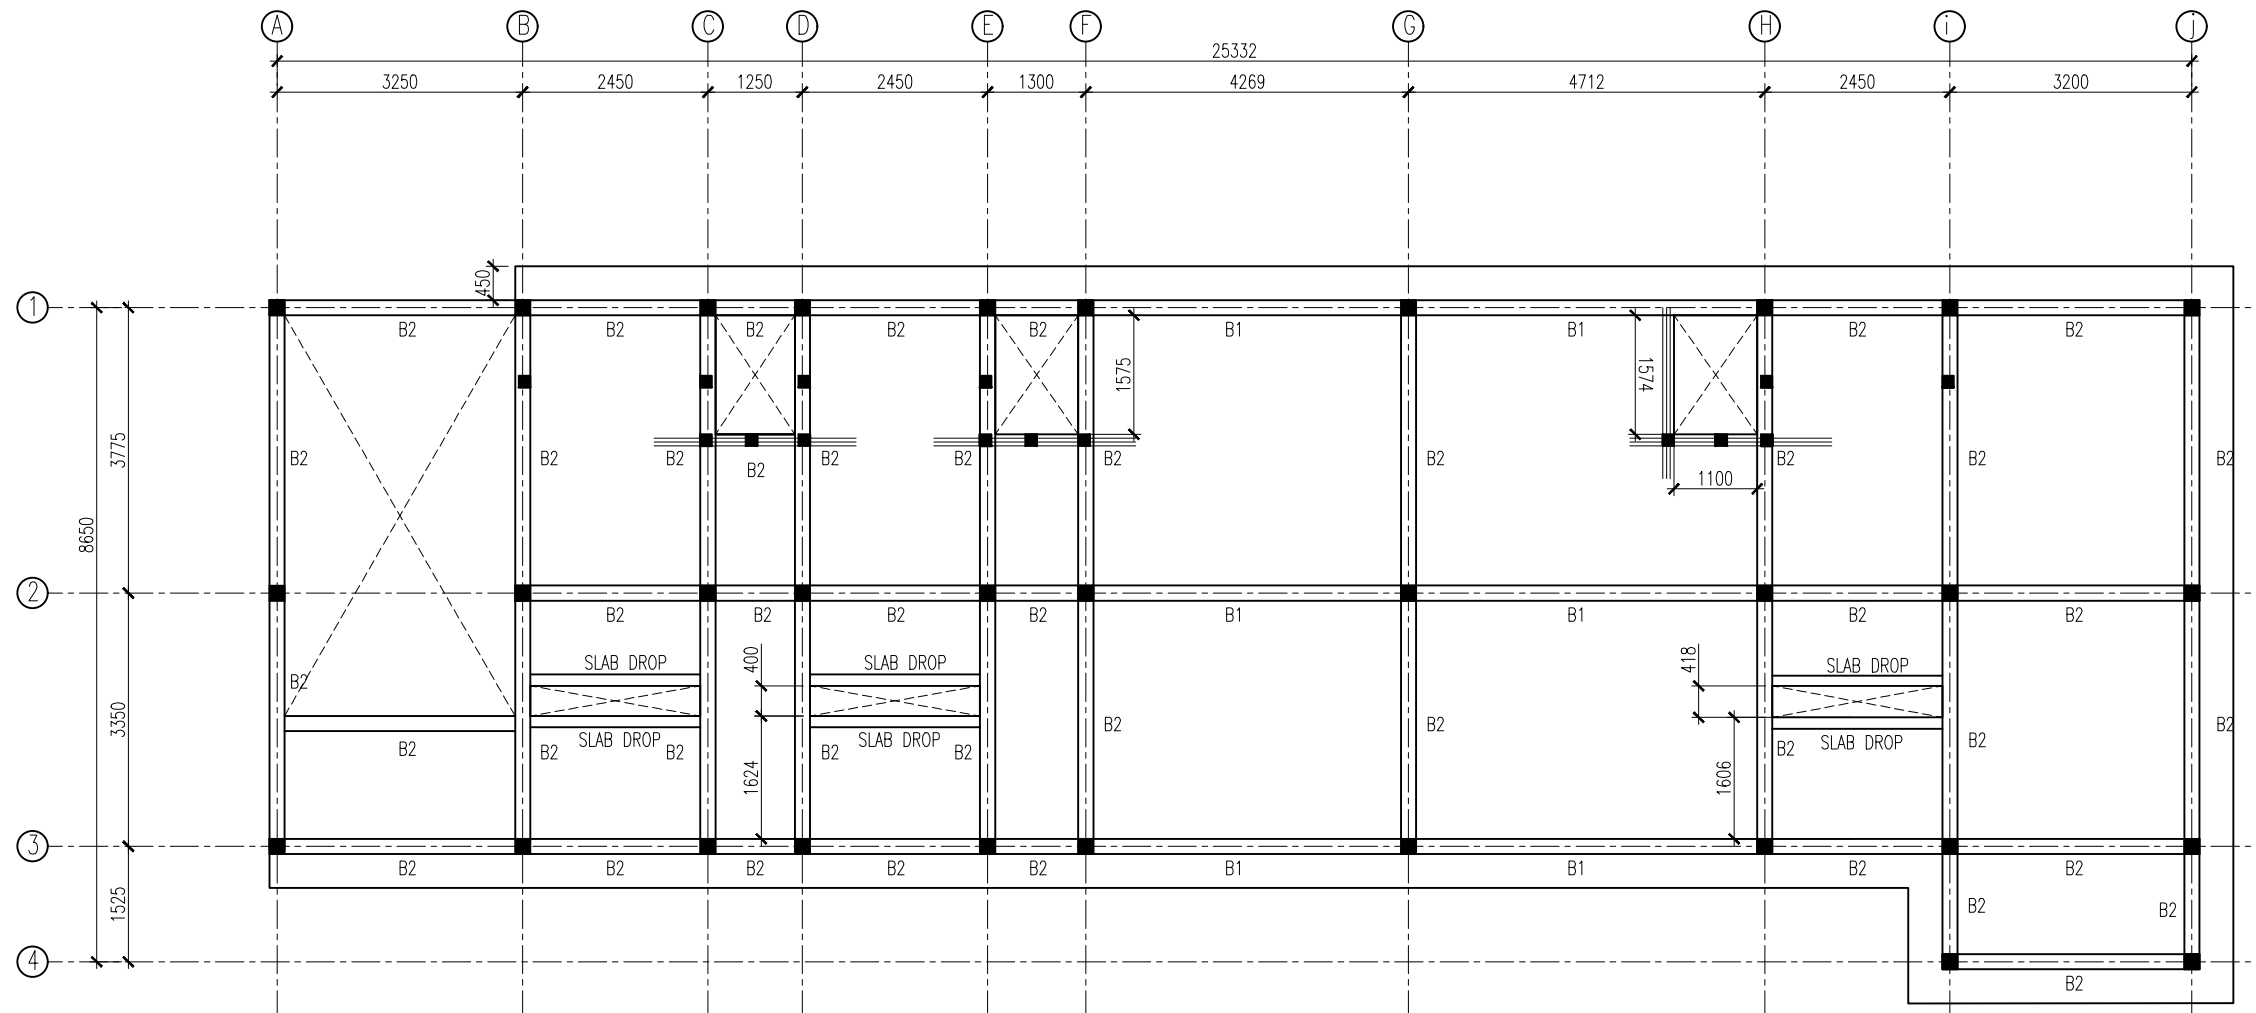 A B C D E F G H i j
25332
3250 2450 1250 2450 1300 4269 4712 2450 3200
450
1
B2 B2 B2 B2 B2 B1 B1 B2 B2
1575 1574
3775
B2 B2 B2 B2 B2 B2 B2 B2 B2 B2
B2
1100
8650
2
B2 B2 B2 B2 B1 B1 B2 B2
SLAB DROP SLAB DROP SLAB DROP
400 418
B2
3350
B2 B2 B2
SLAB DROP SLAB DROP SLAB DROP
B2 B2 B2 B2 B2 B2 B2 B2
1624 1606
3
B2 B2 B2 B2 B2 B1 B1 B2 B2
1525
B2 B2
4
B2